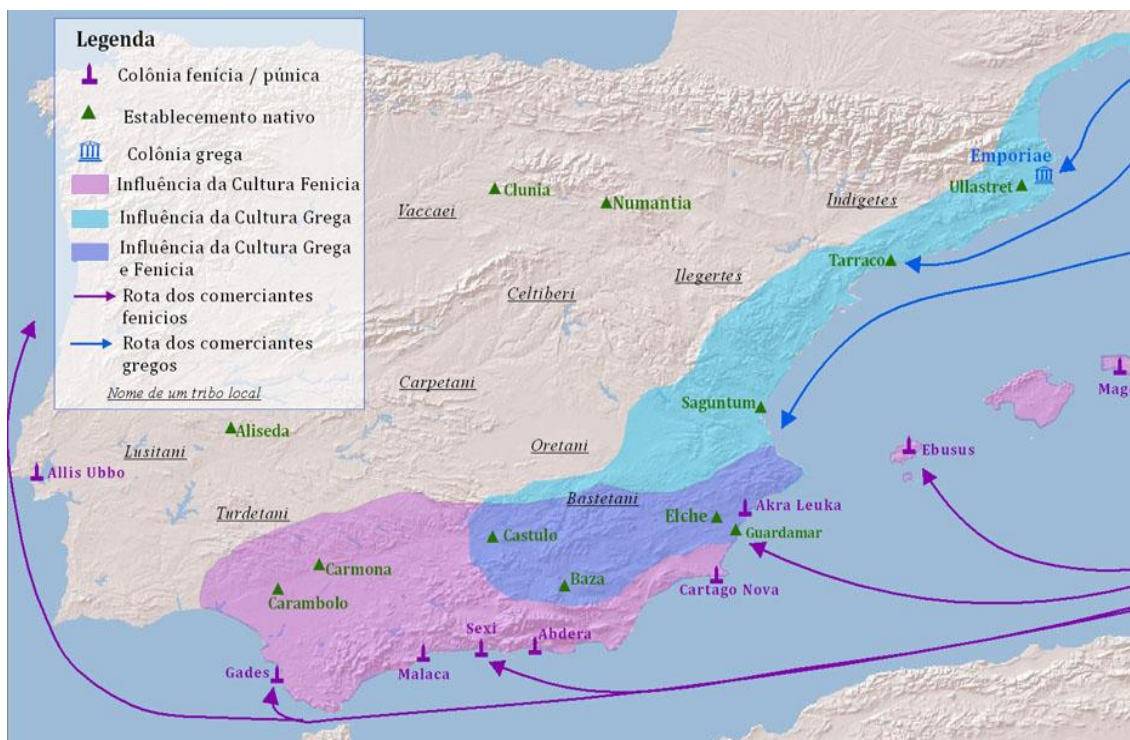 Legenda
Colônia fenícia / púnica
Establecemento nativo
Colônia grega
Influência da Cultura Fenicia
Influência da Cultura Grega
Influência da Cultura Grega
e Fenicia
Rota dos comerciantes
fenicios
Rota dos comerciantes
gregos
Nome de um tribo local
Emporiae
Ullastret
Clunia
Numantia
Vaccaei
Indigetes
Tarraco
Ilegertes
Celtiberi
Carpetani
Saguntum
Mago
Aliseda
Lusitani
Oretani
Ebusus
Allis Ubbo
Turdetani
Bastetani
Akra Leuka
Elche
Guardamar
Castulo
Carmona
Baza
Cartago Nova
Carambolo
Sexi
Abdera
Gades
Malaca